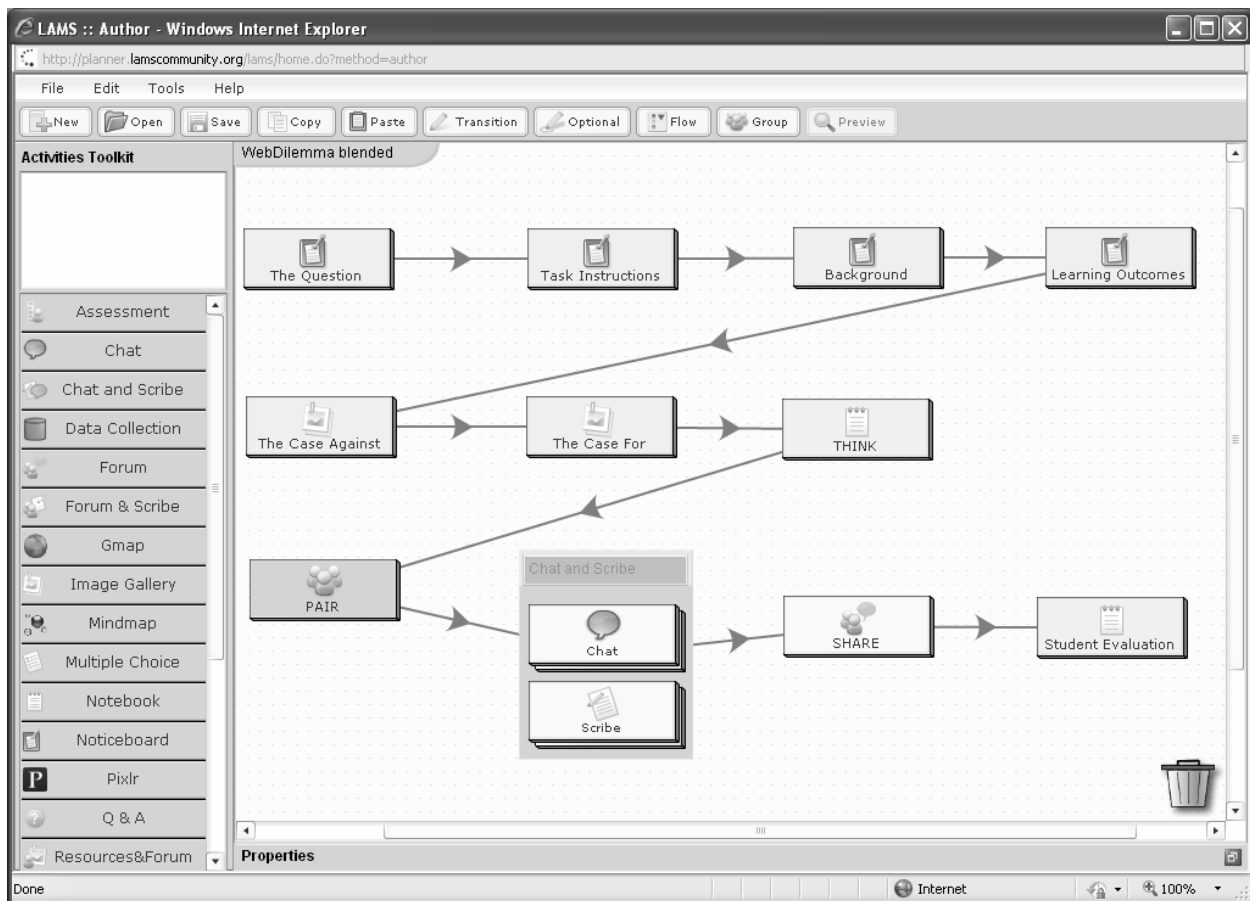 LAMS :: Author - Windows Internet Explorer
http://planner.lamscommunity.org/lams/home.do?method=author
File Edit Tools Help
New Open Save Copy Paste Transition Optional Flow Group Preview
Activities Toolkit
WebDilemma blended
Assessment
Chat
Chat and Scribe
Data Collection
Forum
Forum & Scribe
Gmap
Image Gallery
Mindmap
Multiple Choice
Notebook
Noticeboard
P Pixlr
Q & A
Resources&Forum
The Question
Task Instructions
Background
Learning Outcomes
The Case Against
The Case For
THINK
PAIR
Chat and Scribe
Chat
Scribe
SHARE
Student Evaluation
Properties
Done
Internet
100%